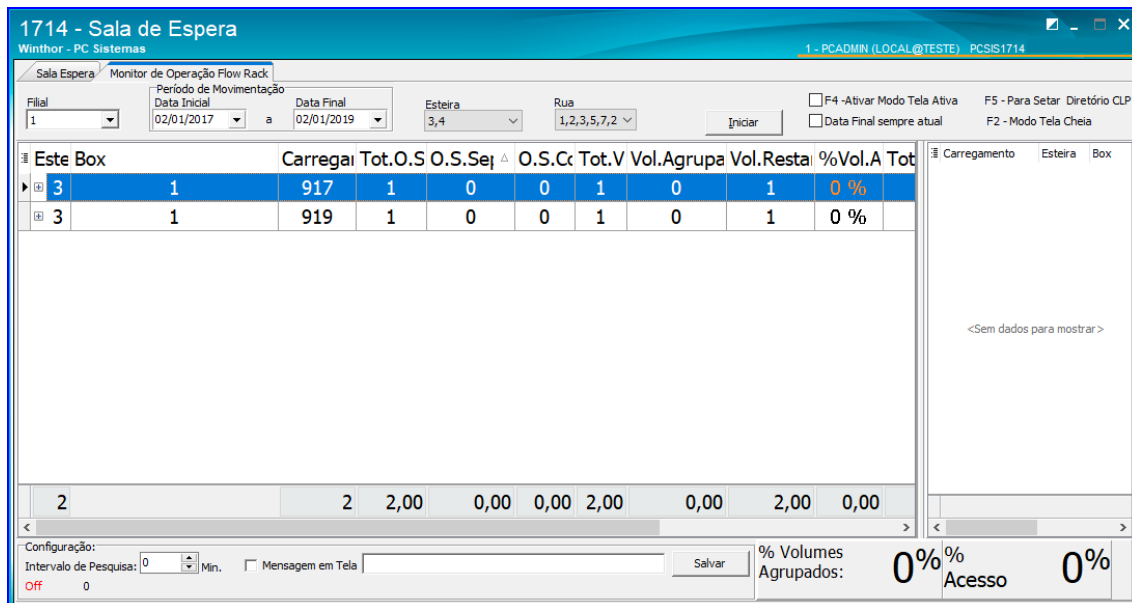 1714 - Sala de Espera
Winthor - PC Sistemas
1 - PCADMIN (LOCAL@TESTE) PCSIS1714
Sala Espera
Monitor de Operação Flow Rack
Filial
1
Período de Movimentação
Data Inicial
02/01/2017
a
Data Final
02/01/2019
Esteira
3,4
Rua
1,2,3,5,7,2
Iniciar
F4 -Ativar Modo Tela Ativa
F5 - Para Setar Diretório CLP
Data Final sempre atual
F2 - Modo Tela Cheia
Este Box Carregar Tot.O.S O.S.Sep O.S.Co Tot.V Vol.Agrupa Vol.Restar %Vol.A Tot
3 1 917 1 0 0 1 0 1 0 %
3 1 919 1 0 0 1 0 1 0 %
2 2 2,00 0,00 0,00 2,00 0,00 2,00 0,00
Carregamento Esteira Box
<Sem dados para mostrar>
Configuração:
Intervalo de Pesquisa: 0 Min.
Mensagem em Tela
Salvar
Off 0
% Volumes
Agrupados:
0%
%
Acesso
0%